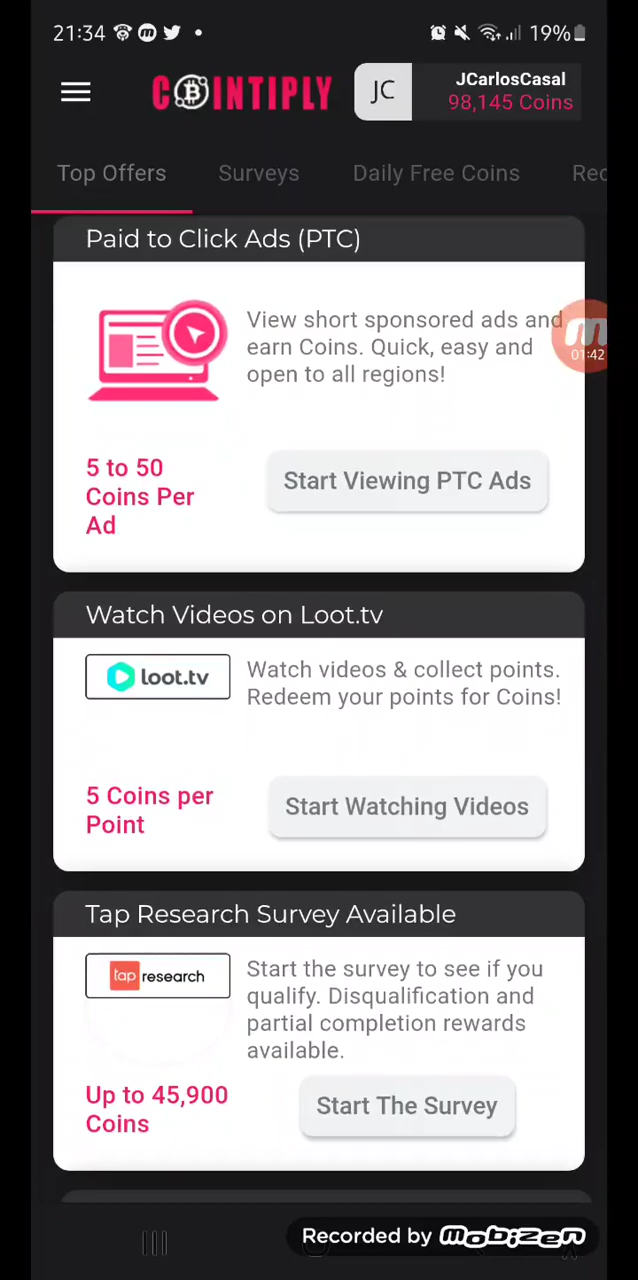 21:34
19%
COINTIPLY
JC
JCarlosCasal
98,145 Coins
Top Offers
Surveys
Daily Free Coins
Rec
Paid to Click Ads (PTC)
View short sponsored ads and
earn Coins. Quick, easy and
open to all regions!
01:42
5 to 50
Coins Per
Ad
Start Viewing PTC Ads
Watch Videos on Loot.tv
loot.tv
Watch videos & collect points.
Redeem your points for Coins!
5 Coins per
Point
Start Watching Videos
Tap Research Survey Available
tap research
Start the survey to see if you
qualify. Disqualification and
partial completion rewards
available.
Up to 45,900
Coins
Start The Survey
Recorded by mobizen